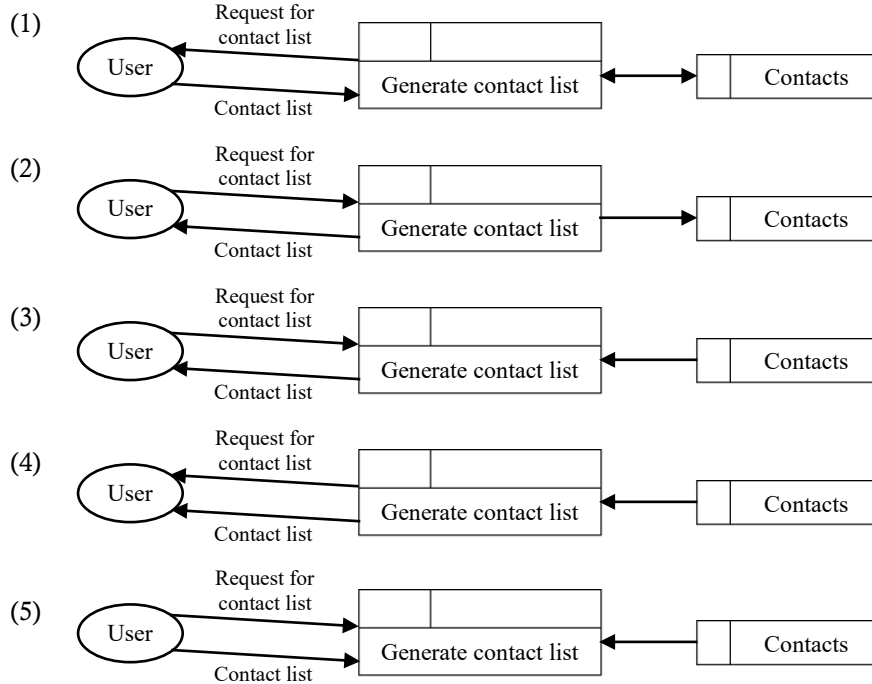 (1)
Request for
contact list
User
Generate contact list
Contacts
Contact list
(2)
Request for
contact list
User
Generate contact list
Contacts
Contact list
(3)
Request for
contact list
User
Generate contact list
Contacts
Contact list
(4)
Request for
contact list
User
Generate contact list
Contacts
Contact list
(5)
Request for
contact list
User
Generate contact list
Contacts
Contact list